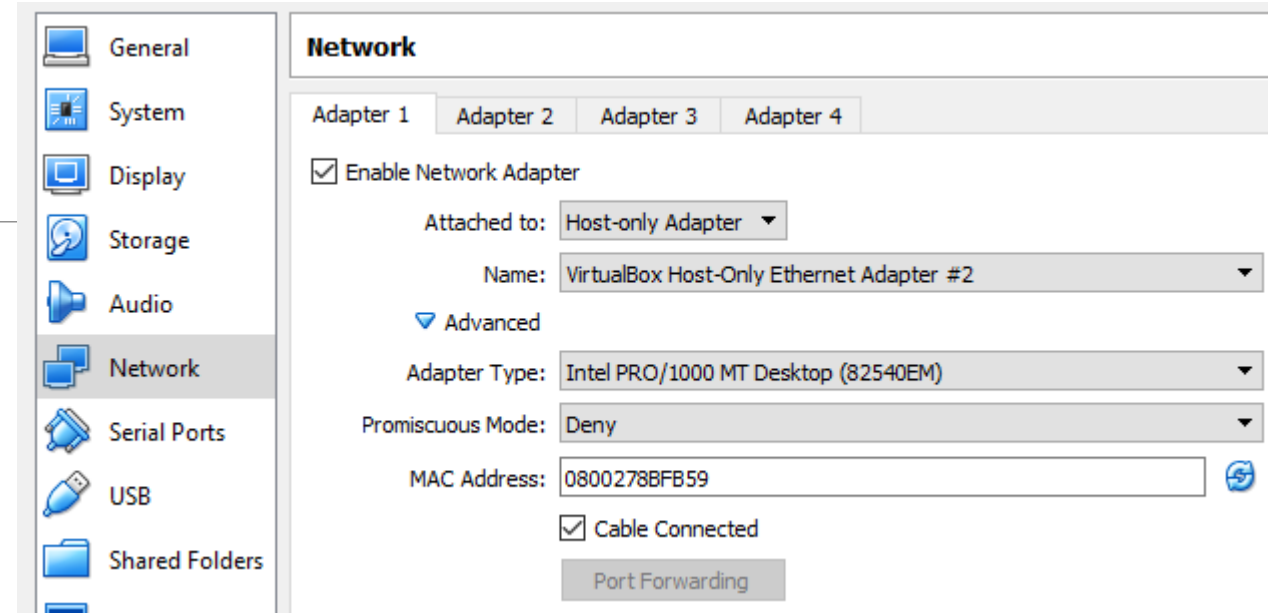 General
System
Display
Storage
Audio
Network
Serial Ports
USB
Shared Folders
Network
Adapter 1 Adapter 2 Adapter 3 Adapter 4
Enable Network Adapter
Attached to: Host-only Adapter
Name: VirtualBox Host-Only Ethernet Adapter #2
Advanced
Adapter Type: Intel PRO/1000 MT Desktop (82540EM)
Promiscuous Mode: Deny
MAC Address: 0800278BFB59
Cable Connected
Port Forwarding